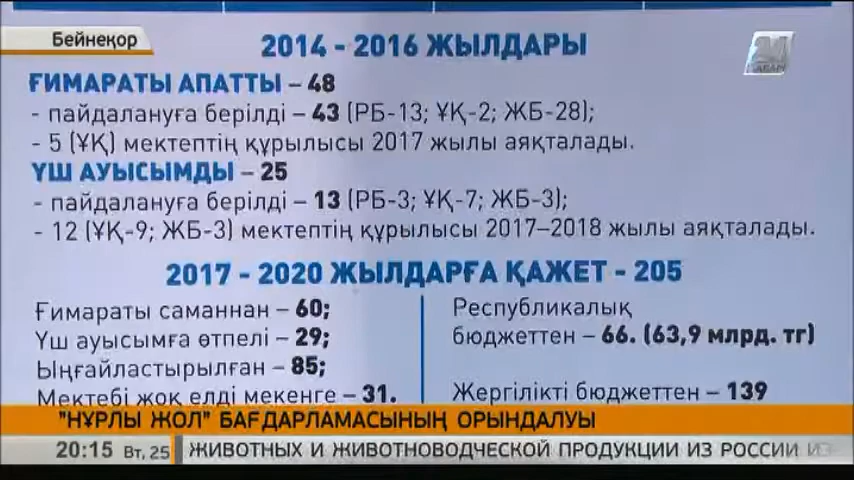 Бейнеқор
2014 - 2016 ЖЫЛДАРЫ
24
ҒИМАРАТЫ АПАТТЫ – 48
- пайдалануға берілді – 43 (РБ-13; ҰҚ-2; ЖБ-28);
- 5 (ҰҚ) мектептің құрылысы 2017 жылы аяқталады.
ҮШ АУЫСЫМДЫ – 25
- пайдалануға берілді – 13 (РБ-3; ҰҚ-7; ЖБ-3);
- 12 (ҰҚ-9; ЖБ-3) мектептің құрылысы 2017–2018 жылы аяқталады.
2017 - 2020 ЖЫЛДАРҒА ҚАЖЕТ - 205
Ғимараты саманнан – 60;
Үш ауысымға өтпелі – 29;
Ыңғайластырылған – 85;
Мектебі жоқ елді мекенге – 31.
Республикалық
бюджеттен – 66. (63,9 млрд. тг)
Жергілікті бюджеттен – 139
"НҰРЛЫ ЖОЛ" БАҒДАРЛАМАСЫНЫҢ ОРЫНДАЛУЫ
20:15 Вт, 25 ЖИВОТНЫХ И ЖИВОТНОВОДЧЕСКОЙ ПРОДУКЦИИ ИЗ РОССИИ ИЗ